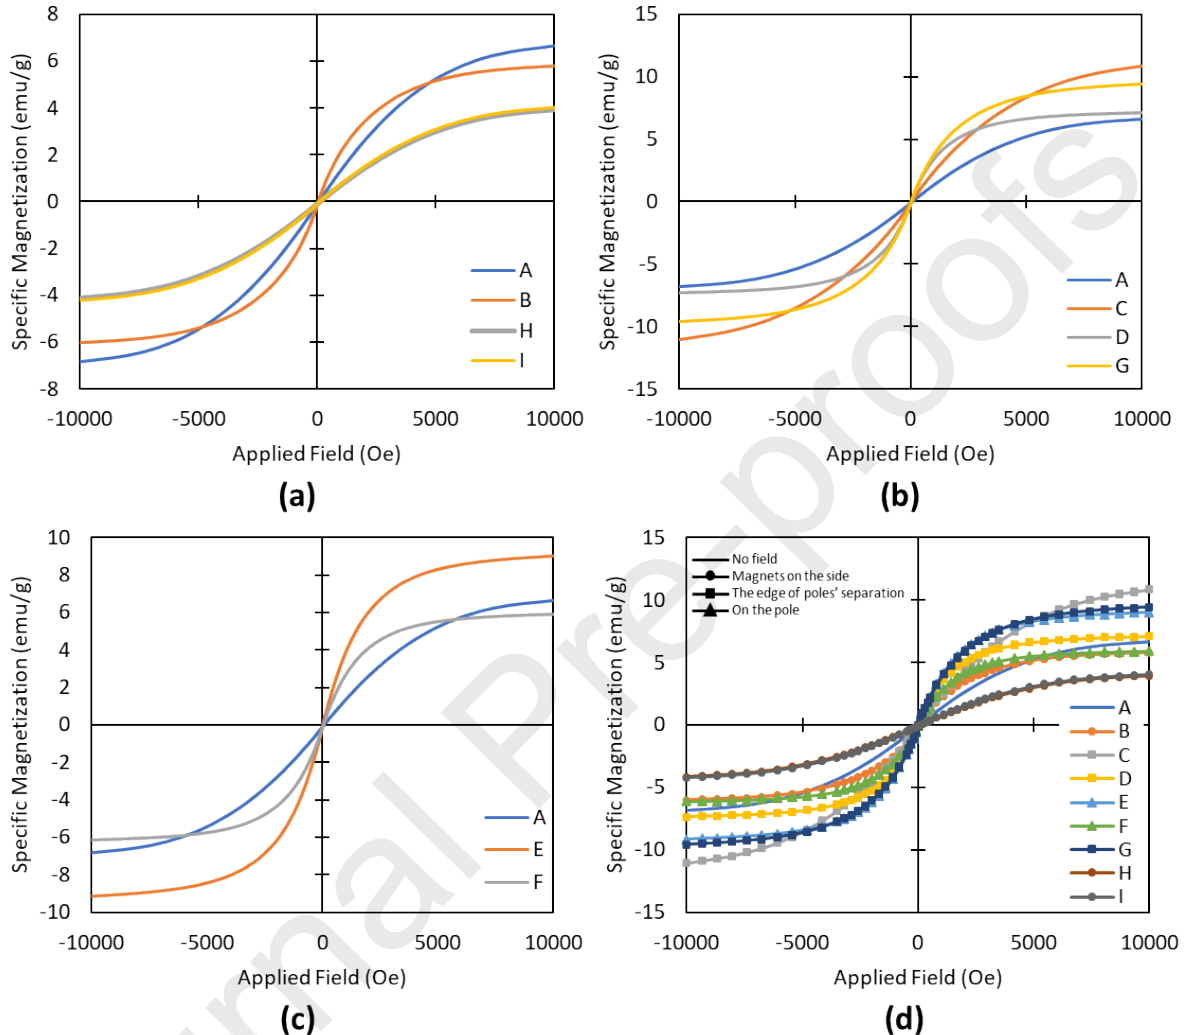 8
6
4
2
0
-2
-4
-6
-8
-10000
-5000
0
5000
10000
Specific Magnetization (emu/g)
Applied Field (Oe)
A
B
H
I
(a)
15
10
5
0
-5
-10
-15
-10000
-5000
0
5000
10000
Specific Magnetization (emu/g)
Applied Field (Oe)
A
C
D
G
(b)
10
8
6
4
2
0
-2
-4
-6
-8
-10
-10000
-5000
0
5000
10000
Specific Magnetization (emu/g)
Applied Field (Oe)
A
E
F
(c)
15
10
5
0
-5
-10
-15
-10000
-5000
0
5000
10000
Specific Magnetization (emu/g)
Applied Field (Oe)
No field
Magnets on the side
The edge of poles' separation
On the pole
A
B
C
D
E
F
G
H
I
(d)
urnal Pre-proofs